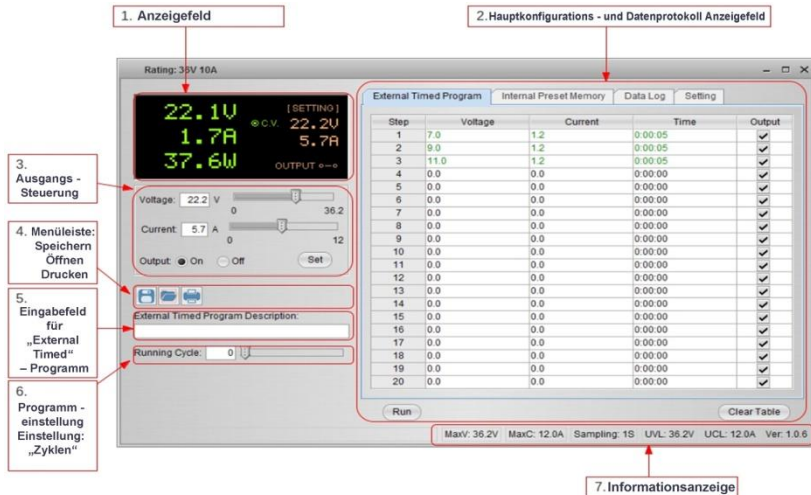 1. Anzeigefeld
2. Hauptkonfigurations - und Datenprotokoll Anzeigefeld
Rating: 36V 10A
22.1V
1.7A
37.6W
C.V.
[SETTING]
22.2V
5.7A
OUTPUT
3.
Ausgangs -
Steuerung
Voltage: 22.2 V
0 36.2
Current: 5.7 A
0 12
Output: On Off Set
4. Menüleiste:
Speichern
Öffnen
Drucken
5.
Eingabefeld
für
„External
Timed“
– Programm
External Timed Program Description:
6.
Programm -
einstellung
Einstellung:
„Zyklen“
Running Cycle: 0
External Timed Program Internal Preset Memory Data Log Setting
Step Voltage Current Time Output
1 7.0 1.2 0:00:05
2 9.0 1.2 0:00:05
3 11.0 1.2 0:00:05
4 0.0 0.0 0:00:00
5 0.0 0.0 0:00:00
6 0.0 0.0 0:00:00
7 0.0 0.0 0:00:00
8 0.0 0.0 0:00:00
9 0.0 0.0 0:00:00
10 0.0 0.0 0:00:00
11 0.0 0.0 0:00:00
12 0.0 0.0 0:00:00
13 0.0 0.0 0:00:00
14 0.0 0.0 0:00:00
15 0.0 0.0 0:00:00
16 0.0 0.0 0:00:00
17 0.0 0.0 0:00:00
18 0.0 0.0 0:00:00
19 0.0 0.0 0:00:00
20 0.0 0.0 0:00:00
Run Clear Table
MaxV: 36.2V MaxC: 12.0A Sampling: 1S UVL: 36.2V UCL: 12.0A Ver: 1.0.6
7. Informationsanzeige